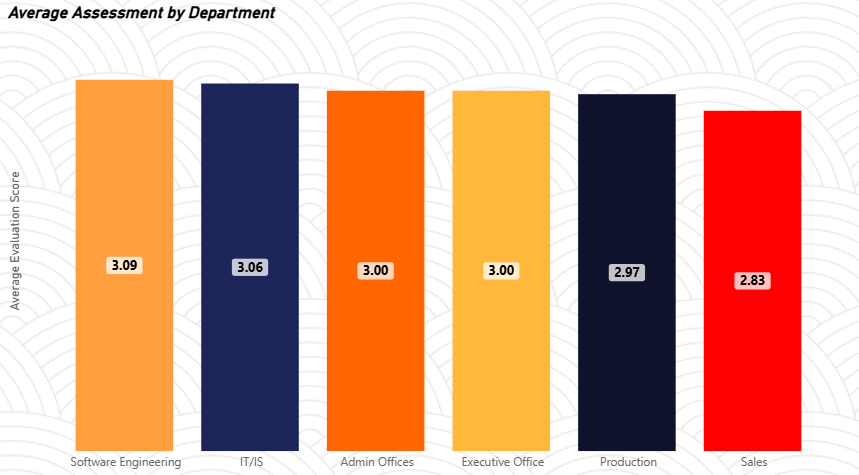 Average Assessment by Department
Average Evaluation Score
3.09
3.06
3.00
3.00
2.97
2.83
Software Engineering
IT/IS
Admin Offices
Executive Office
Production
Sales